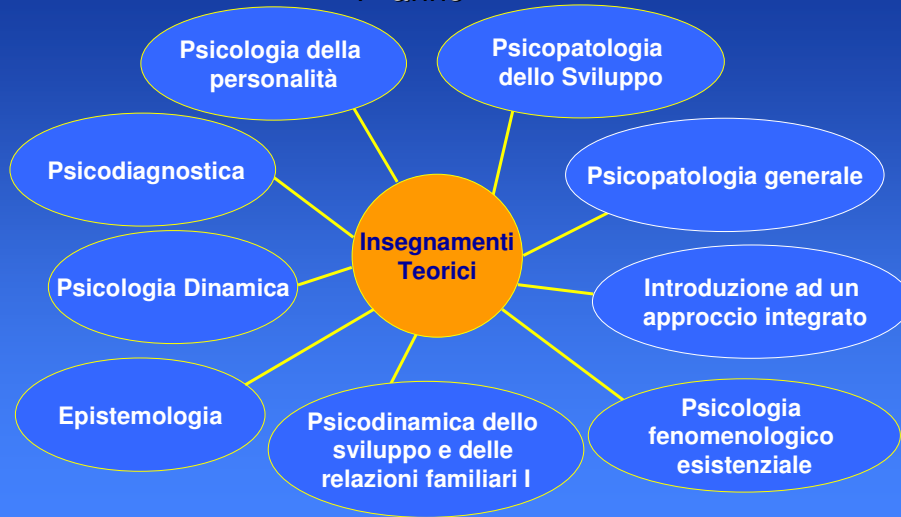 Psicologia della
personalità
Psicopatologia
dello Sviluppo
Psicodiagnostica
Psicopatologia generale
Insegnamenti
Teorici
Psicologia Dinamica
Introduzione ad un
approccio integrato
Epistemologia
Psicodinamica dello
sviluppo e delle
relazioni familiari I
Psicologia
fenomenologico
esistenziale